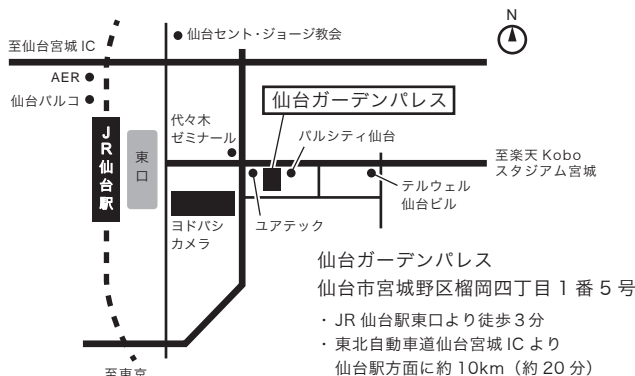 N
仙台セント・ジョージ教会
至仙台宮城 IC
AER
仙台パルコ
代々木
ゼミナール
仙台ガーデンパレス
パルシティ仙台
JR仙台駅
東口
至楽天 Kobo
スタジアム宮城
テルウェル
仙台ビル
ヨドバシ
カメラ
ユアテック
仙台ガーデンパレス
仙台市宮城野区榴岡四丁目 1 番 5 号
・ JR 仙台駅東口より徒歩 3 分
・ 東北自動車道仙台宮城 IC より
仙台駅方面に約 10km（約 20 分）
至東京